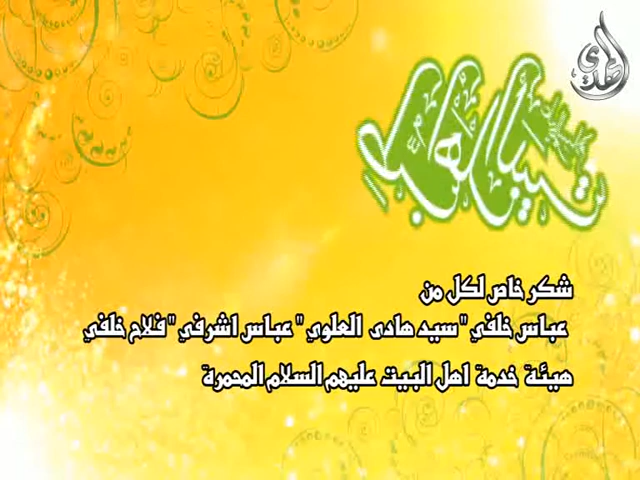 الهدى
شكر خاص لكل من
عباس خلفي " سيد هادى العلوي " عباس اشرفي " فلاح خلفي
هيئة خدمة اهل البيت عليهم السلام المحمرة